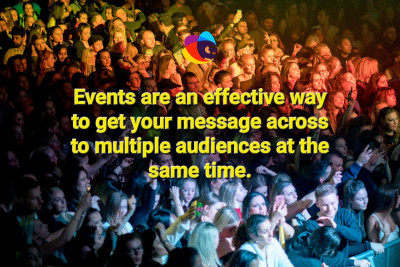 Events are an effective way
to get your message across
to multiple audiences at the
same time.